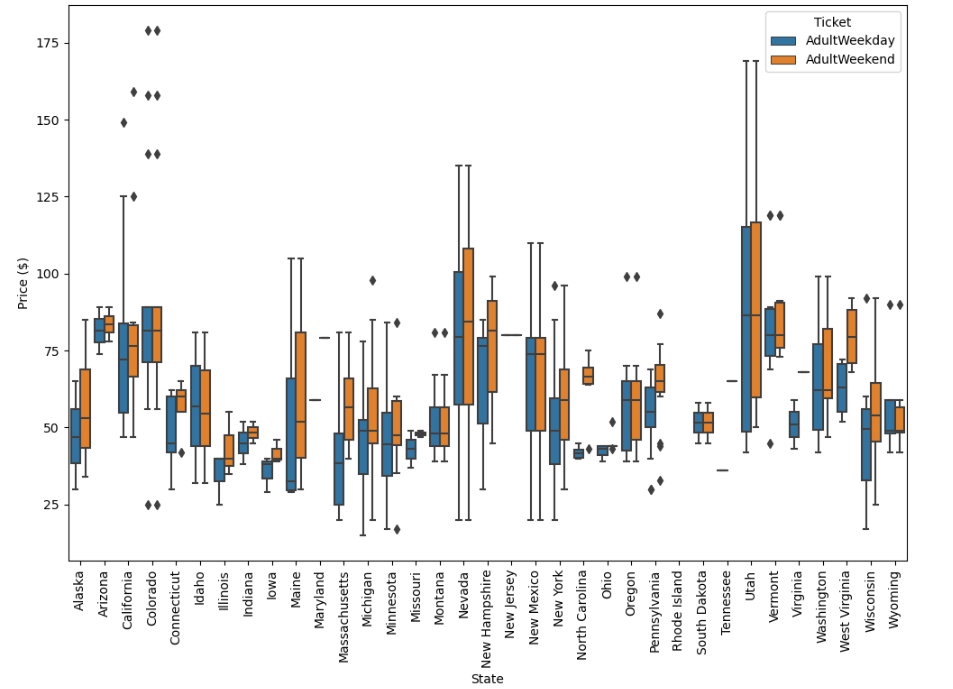 Ticket
AdultWeekday
AdultWeekend
Price ($)
175
150
125
100
75
50
25
Alaska
Arizona
California
Colorado
Connecticut
Idaho
Illinois
Indiana
Iowa
Maine
Maryland
Massachusetts
Michigan
Minnesota
Missouri
Montana
Nevada
New Hampshire
New Jersey
New Mexico
New York
North Carolina
Ohio
Oregon
Pennsylvania
Rhode Island
South Dakota
Tennessee
Utah
Vermont
Virginia
Washington
West Virginia
Wisconsin
Wyoming
State